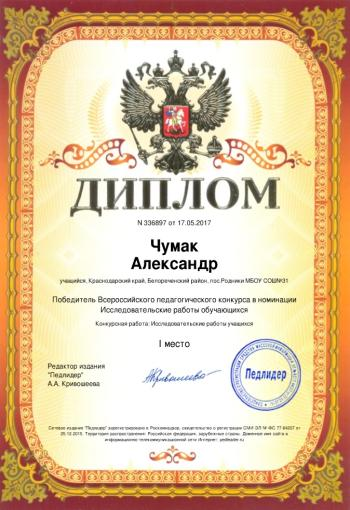 ДИПЛОМ
N 336897 от 17.05.2017
Чумак
Александр
учащийся, Краснодарский край, Белореченский район, пос.Родники МБОУ СОШ№31
Победитель Всероссийского педагогического конкурса в номинации
Исследовательские работы обучающихся
Конкурсная работа: Исследовательские работы учащихся
I место
Редактор издания
"Педлидер"
А.А. Кривошеева
Педлидер
Сетевое издание "Педлидер" зарегистрировано в Роскомнадзоре, свидетельство о регистрации СМИ ЭЛ № ФС 77-64207 от
25.12.2015. Территория распространения: Российская федерация, зарубежные страны. Доменное имя сайта в
информационно-телекоммуникационной сети Интернет: pedleader.ru